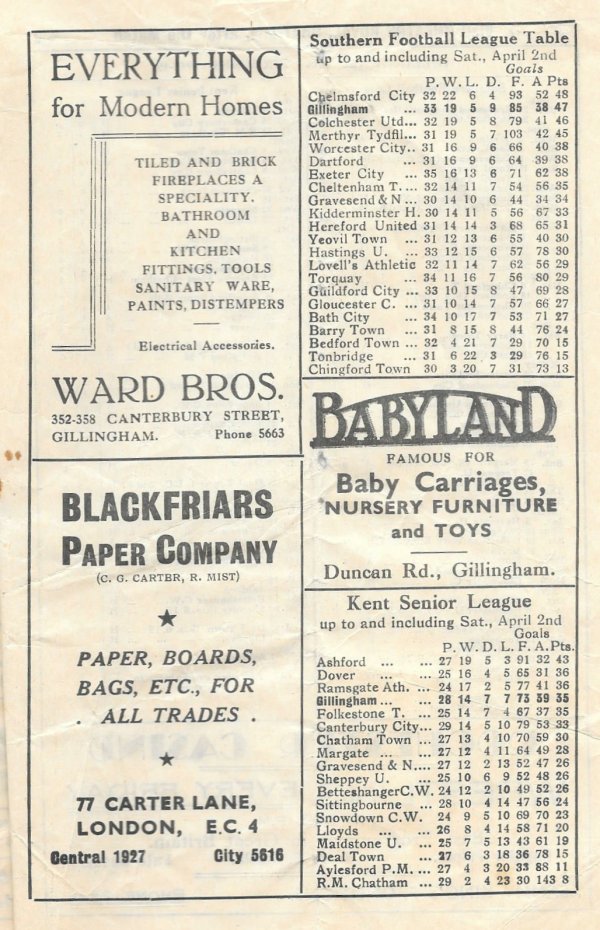 EVERYTHING
for Modern Homes
TILED AND BRICK
FIREPLACES A
SPECIALITY.
BATHROOM
AND
KITCHEN
FITTINGS, TOOLS
SANITARY WARE,
PAINTS, DISTEMPERS
Electrical Accessories.
WARD BROS.
352-358 CANTERBURY STREET,
GILLINGHAM. Phone 5663
BLACKFRIARS
PAPER COMPANY
(C. G. CARTER, R. MIST)
★
PAPER, BOARDS,
BAGS, ETC., FOR
. ALL TRADES .
★
77 CARTER LANE,
LONDON, E.C. 4
Central 1927 City 5616
Southern Football League Table
up to and including Sat., April 2nd
Goals
P. W. L. D. F. A Pts
Chelmsford City 32 22 6 4 93 52 48
Gillingham ... 33 19 5 9 85 38 47
Colchester Utd... 32 19 5 8 79 41 46
Merthyr Tydfil... 31 19 5 7 103 42 45
Worcester City.. 31 16 9 6 66 40 38
Dartford ... 31 16 9 6 64 39 38
Exeter City ... 35 16 13 6 71 62 38
Cheltenham T. ... 32 14 11 7 54 56 35
Gravesend & N ... 30 14 10 6 44 34 34
Kidderminster H. 30 14 11 5 56 67 33
Hereford United 31 14 14 3 68 65 31
Yeovil Town ... 31 12 13 6 55 40 30
Hastings U. ... 33 12 15 6 57 78 30
Lovell's Athletic 32 11 14 7 62 56 29
Torquay ... 34 11 16 7 56 80 29
Guildford City ... 33 10 15 8 47 69 28
Gloucester C. ... 31 10 14 7 57 66 27
Bath City ... 34 10 17 7 53 71 27
Barry Town ... 31 8 15 8 44 76 24
Bedford Town ... 32 4 21 7 29 70 15
Tonbridge ... 31 6 22 3 29 76 15
Chingford Town 30 3 20 7 31 73 13
BABYLAND
FAMOUS FOR
Baby Carriages,
NURSERY FURNITURE
and TOYS
Duncan Rd., Gillingham.
Kent Senior League
up to and including Sat., April 2nd
Goals
P. W. D. L. F. A. Pts.
Ashford ... ... 27 19 5 3 91 32 43
Dover ... ... 25 16 4 5 65 31 36
Ramsgate Ath. ... 24 17 2 5 77 41 36
Gillingham ... ... 28 14 7 7 73 59 35
Folkestone T. ... 25 14 7 4 67 37 35
Canterbury City... 29 14 5 10 79 53 33
Chatham Town ... 27 13 4 10 70 59 30
Margate ... ... 27 12 4 11 64 49 28
Gravesend & N.... 27 12 2 13 52 47 26
Sheppey U. ... 25 10 6 9 52 48 26
Betteshanger C.W. 24 12 2 10 49 52 26
Sittingbourne ... 28 10 4 14 47 56 24
Snowdown C.W. 24 9 5 10 69 70 23
Lloyds ... ... 26 8 4 14 58 71 20
Maidstone U. ... 25 7 5 13 43 61 19
Deal Town ... 27 6 3 18 36 78 15
Aylesford P.M. ... 27 4 3 20 33 88 11
R.M. Chatham ... 29 2 4 23 30 143 8